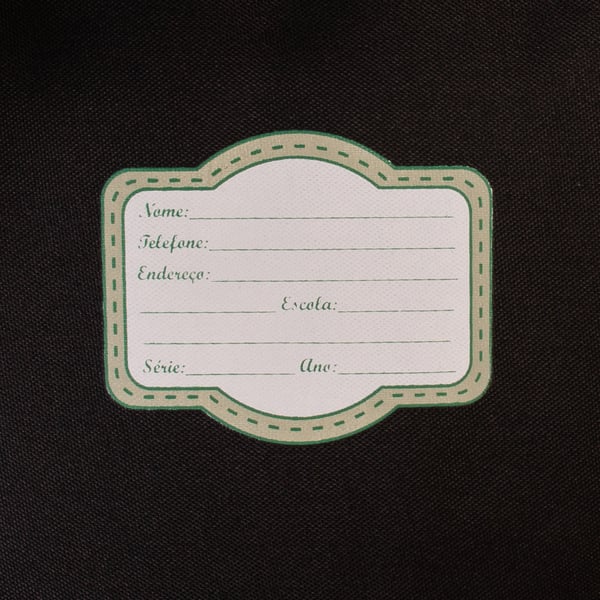 Nome:
Telefone:
Endereço:
Escola:
Série: Ano: